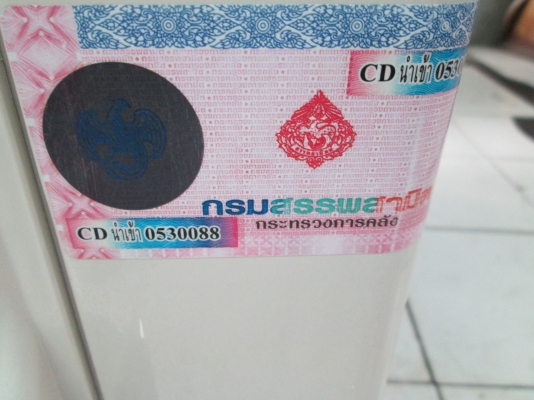 CD นำเข้า 053
กรมสรรพสามิต
กระทรวงการคลัง
CD นำเข้า 0530088